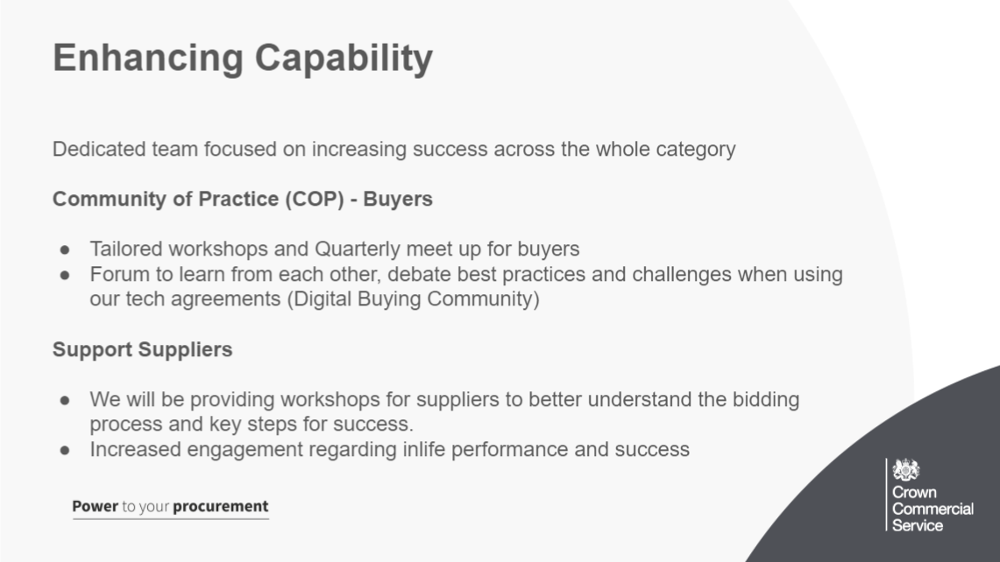 Enhancing Capability
Dedicated team focused on increasing success across the whole category
Community of Practice (COP) - Buyers
● Tailored workshops and Quarterly meet up for buyers
● Forum to learn from each other, debate best practices and challenges when using
our tech agreements (Digital Buying Community)
Support Suppliers
● We will be providing workshops for suppliers to better understand the bidding
process and key steps for success.
● Increased engagement regarding inlife performance and success
Power to your procurement
Crown
Commercial
Service